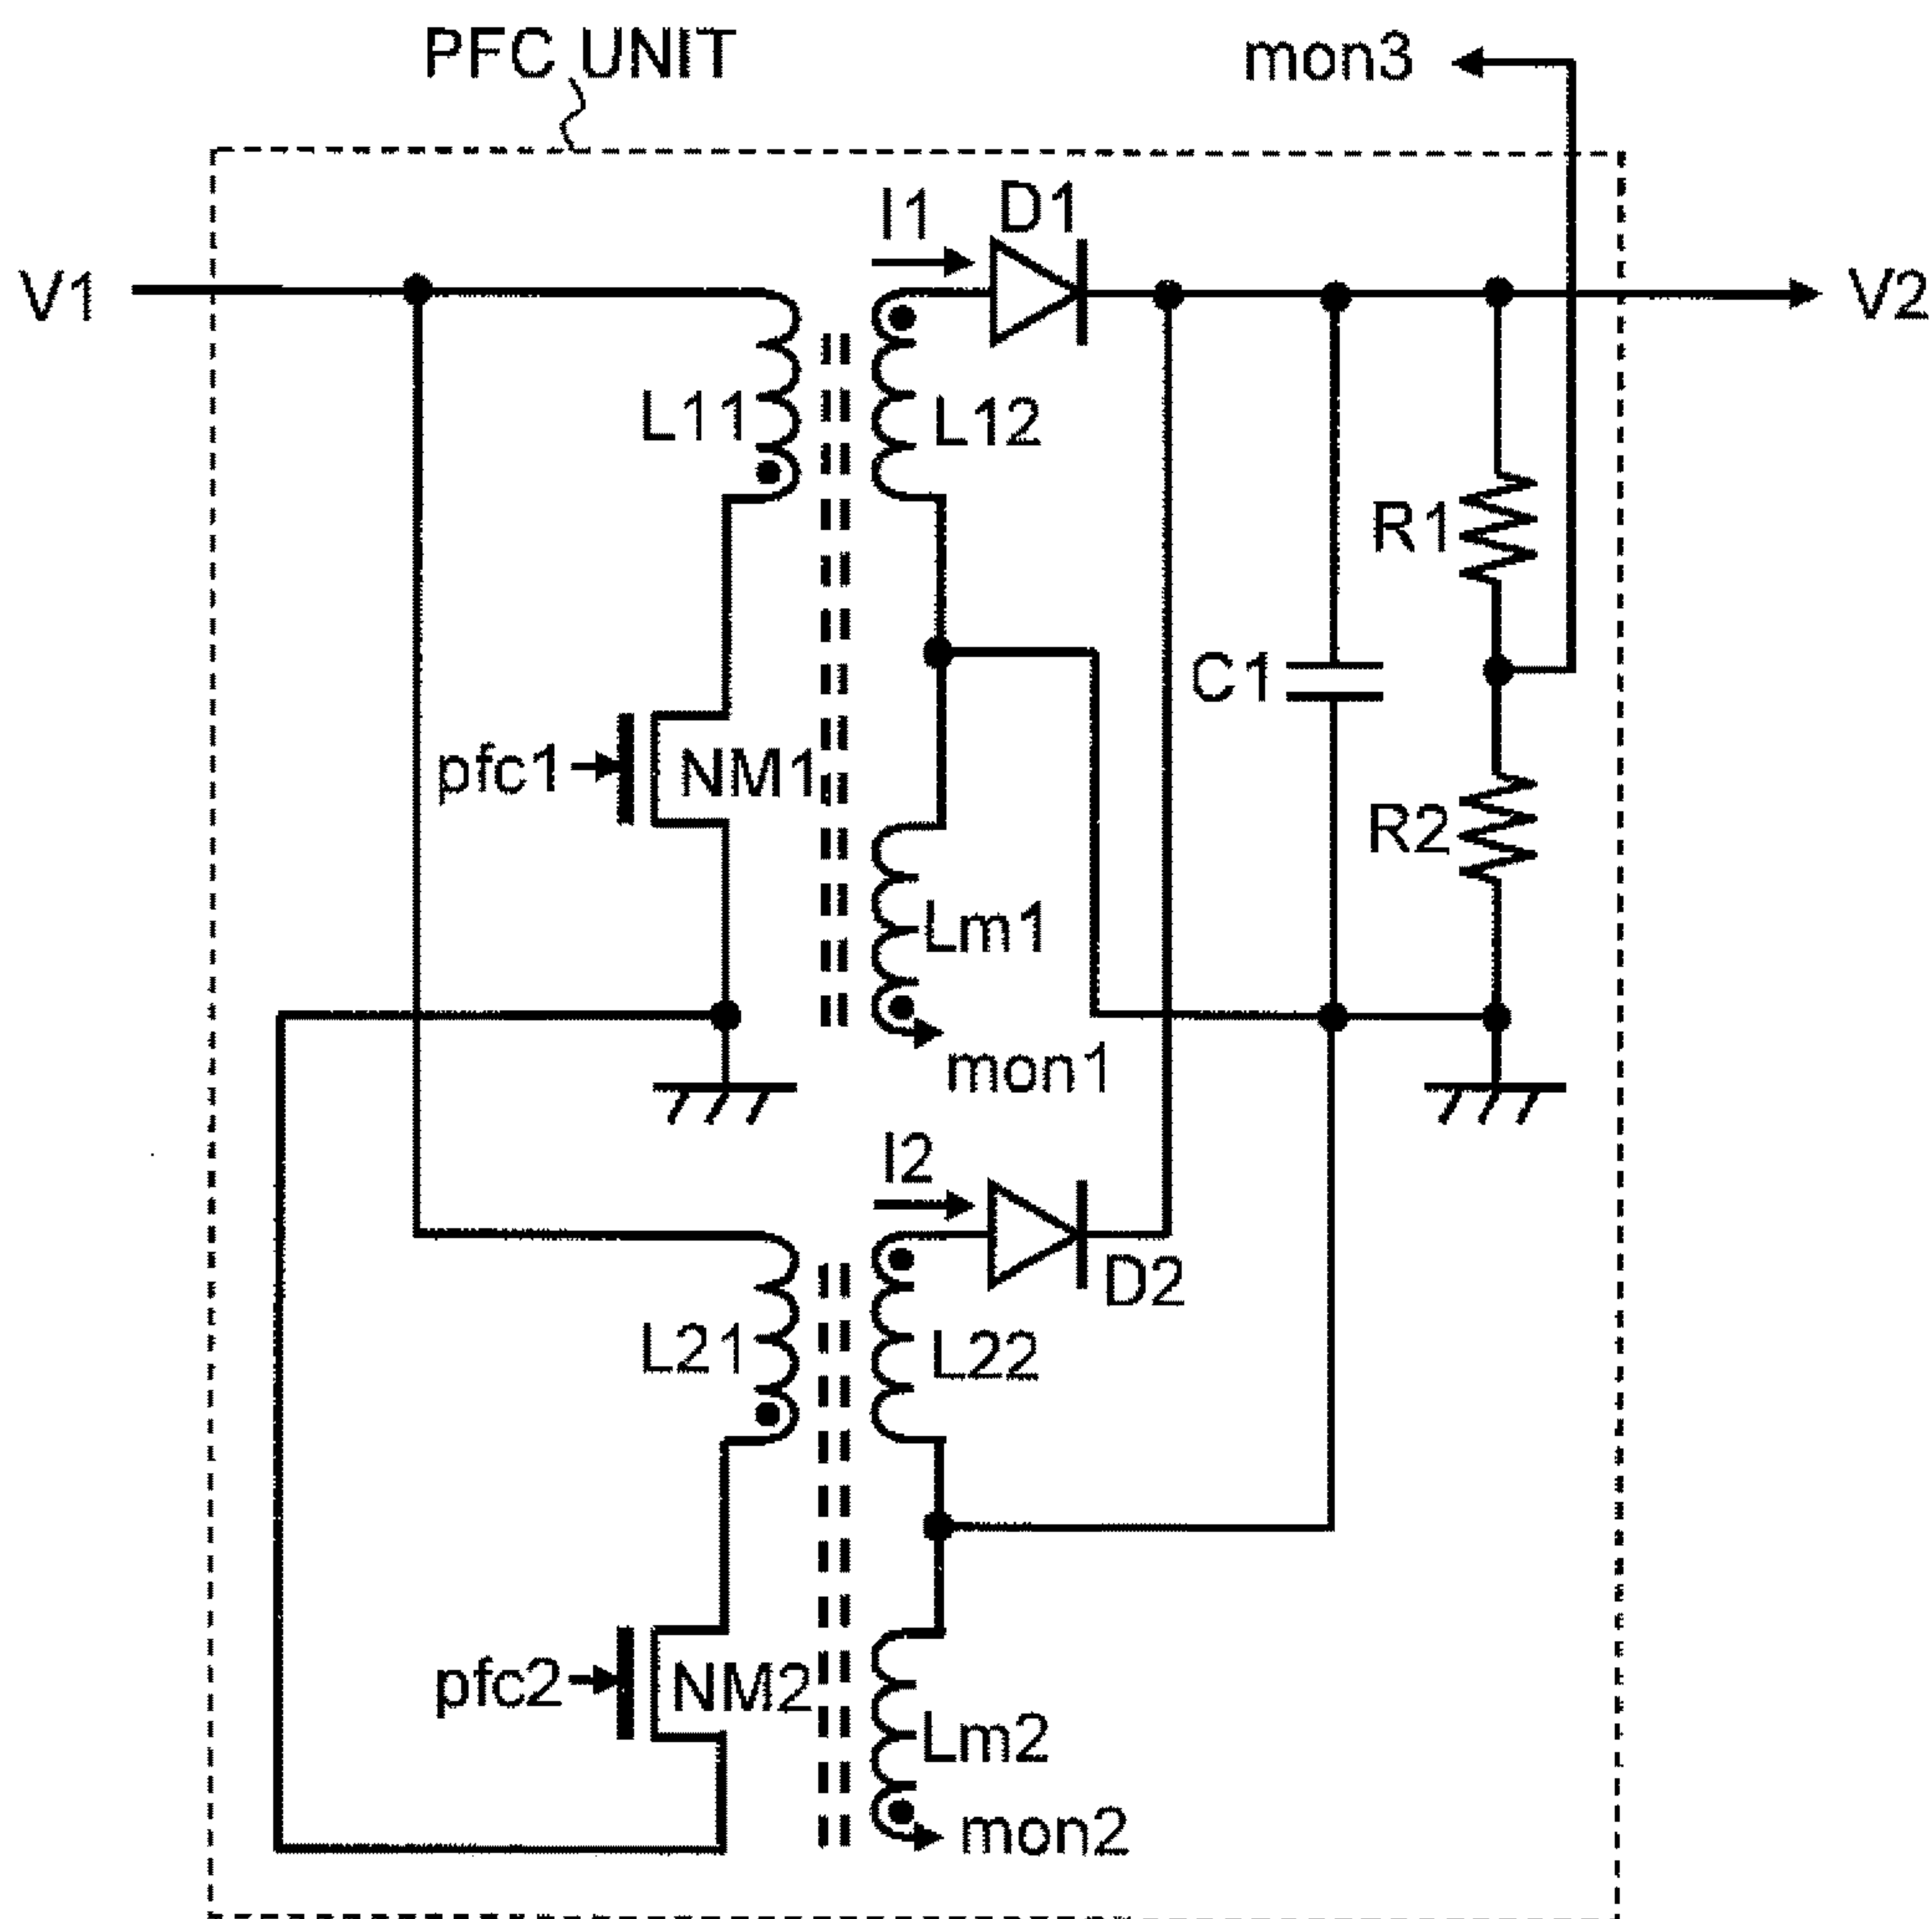 PFC UNIT
mon3
I1
D1
V1
V2
L11
L12
R1
C1
pfc1
NM1
R2
Lm1
mon1
I2
D2
L21
L22
pfc2
NM2
Lm2
mon2